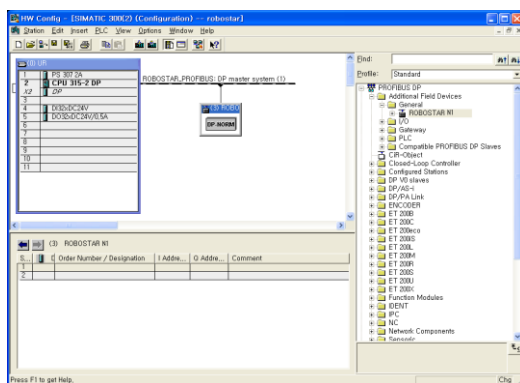 HW Config - [SIMATIC 300(2) (Configuration) -- robostar]
Station Edit Insert PLC View Options Window Help
(0) UR
1 PS 307 2A
2 CPU 315-2 DP
X2 DP
3
4 DI32xDC24V
5 DO32xDC24V/0.5A
6
7
8
9
10
11
ROBOSTAR_PROFIBUS: DP master system (1)
(3) ROBO
DP-NORM
(3) ROBOSTAR N1
S... Order Number / Designation I Addre... Q Addre... Comment
1
2
Find:
Profile: Standard
PROFIBUS DP
Additional Field Devices
General
ROBOSTAR N1
I/O
Gateway
PLC
Compatible PROFIBUS DP Slaves
CiR-Object
Closed-Loop Controller
Configured Stations
DP V0 slaves
DP/AS-i
DP/PA Link
ENCODER
ET 200B
ET 200C
ET 200eco
ET 200iS
ET 200L
ET 200M
ET 200R
ET 200S
ET 200U
ET 200X
Function Modules
IDENT
IPC
NC
Network Components
Sensors
Press F1 to get Help.
Chg